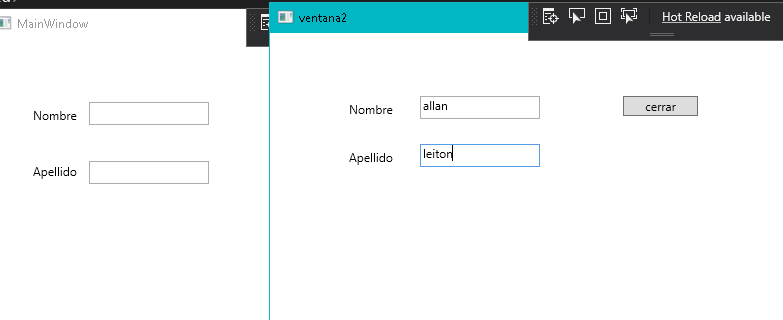 MainWindow
Nombre
Apellido
ventana2
Hot Reload available
Nombre allan cerrar
Apellido leiton